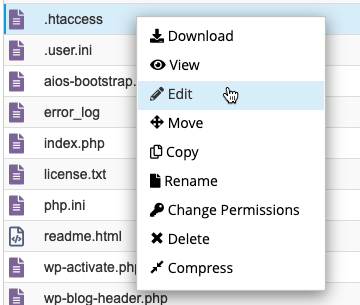 .htaccess
.user.ini
aios-bootstrap.
error_log
index.php
license.txt
php.ini
readme.html
wp-activate.php
wp-blog-header.php
Download
View
Edit
Move
Copy
Rename
Change Permissions
Delete
Compress